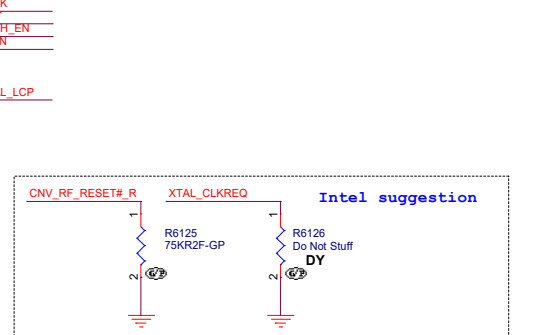 K
H_EN
N
L_LCP
CNV_RF_RESET#_R
XTAL_CLKREQ
Intel suggestion
1
1
R6125
75KR2F-GP
R6126
Do Not Stuff
DY
2
G/P
2
G/P